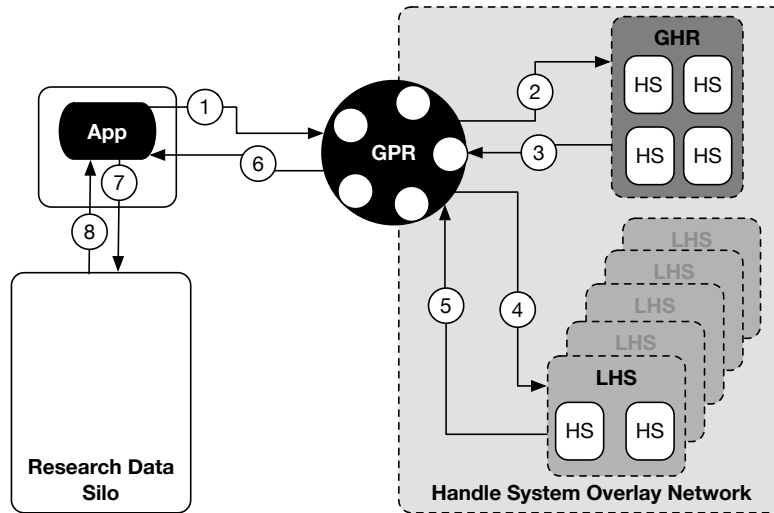 GHR
HS
HS
HS
HS
App
1
2
GPR
6
3
7
8
LHS
LHS
LHS
LHS
LHS
5
4
HS
HS
Research Data
Silo
Handle System Overlay Network